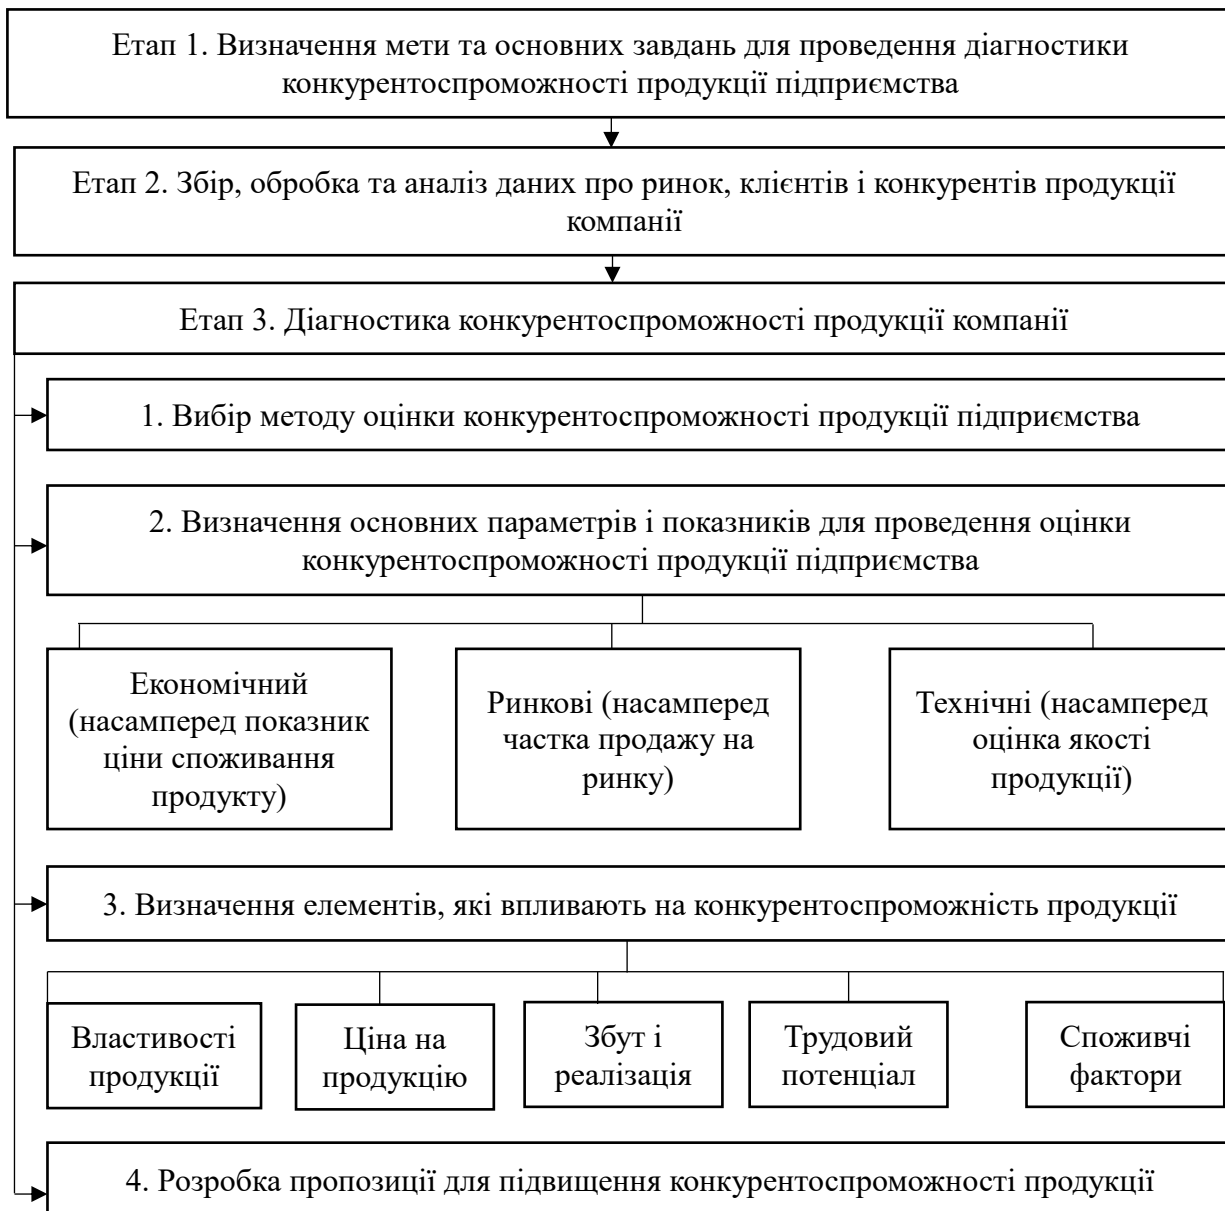 Етап 1. Визначення мети та основних завдань для проведення діагностики
конкурентоспроможності продукції підприємства
Етап 2. Збір, обробка та аналіз даних про ринок, клієнтів і конкурентів продукції
компанії
Етап 3. Діагностика конкурентоспроможності продукції компанії
1. Вибір методу оцінки конкурентоспроможності продукції підприємства
2. Визначення основних параметрів і показників для проведення оцінки
конкурентоспроможності продукції підприємства
Економічний
(насамперед показник
ціни споживання
продукту)
Ринкові (насамперед
частка продажу на
ринку)
Технічні (насамперед
оцінка якості
продукції)
3. Визначення елементів, які впливають на конкурентоспроможність продукції
Властивості
продукції
Ціна на
продукцію
Збут і
реалізація
Трудовий
потенціал
Споживчі
фактори
4. Розробка пропозиції для підвищення конкурентоспроможності продукції